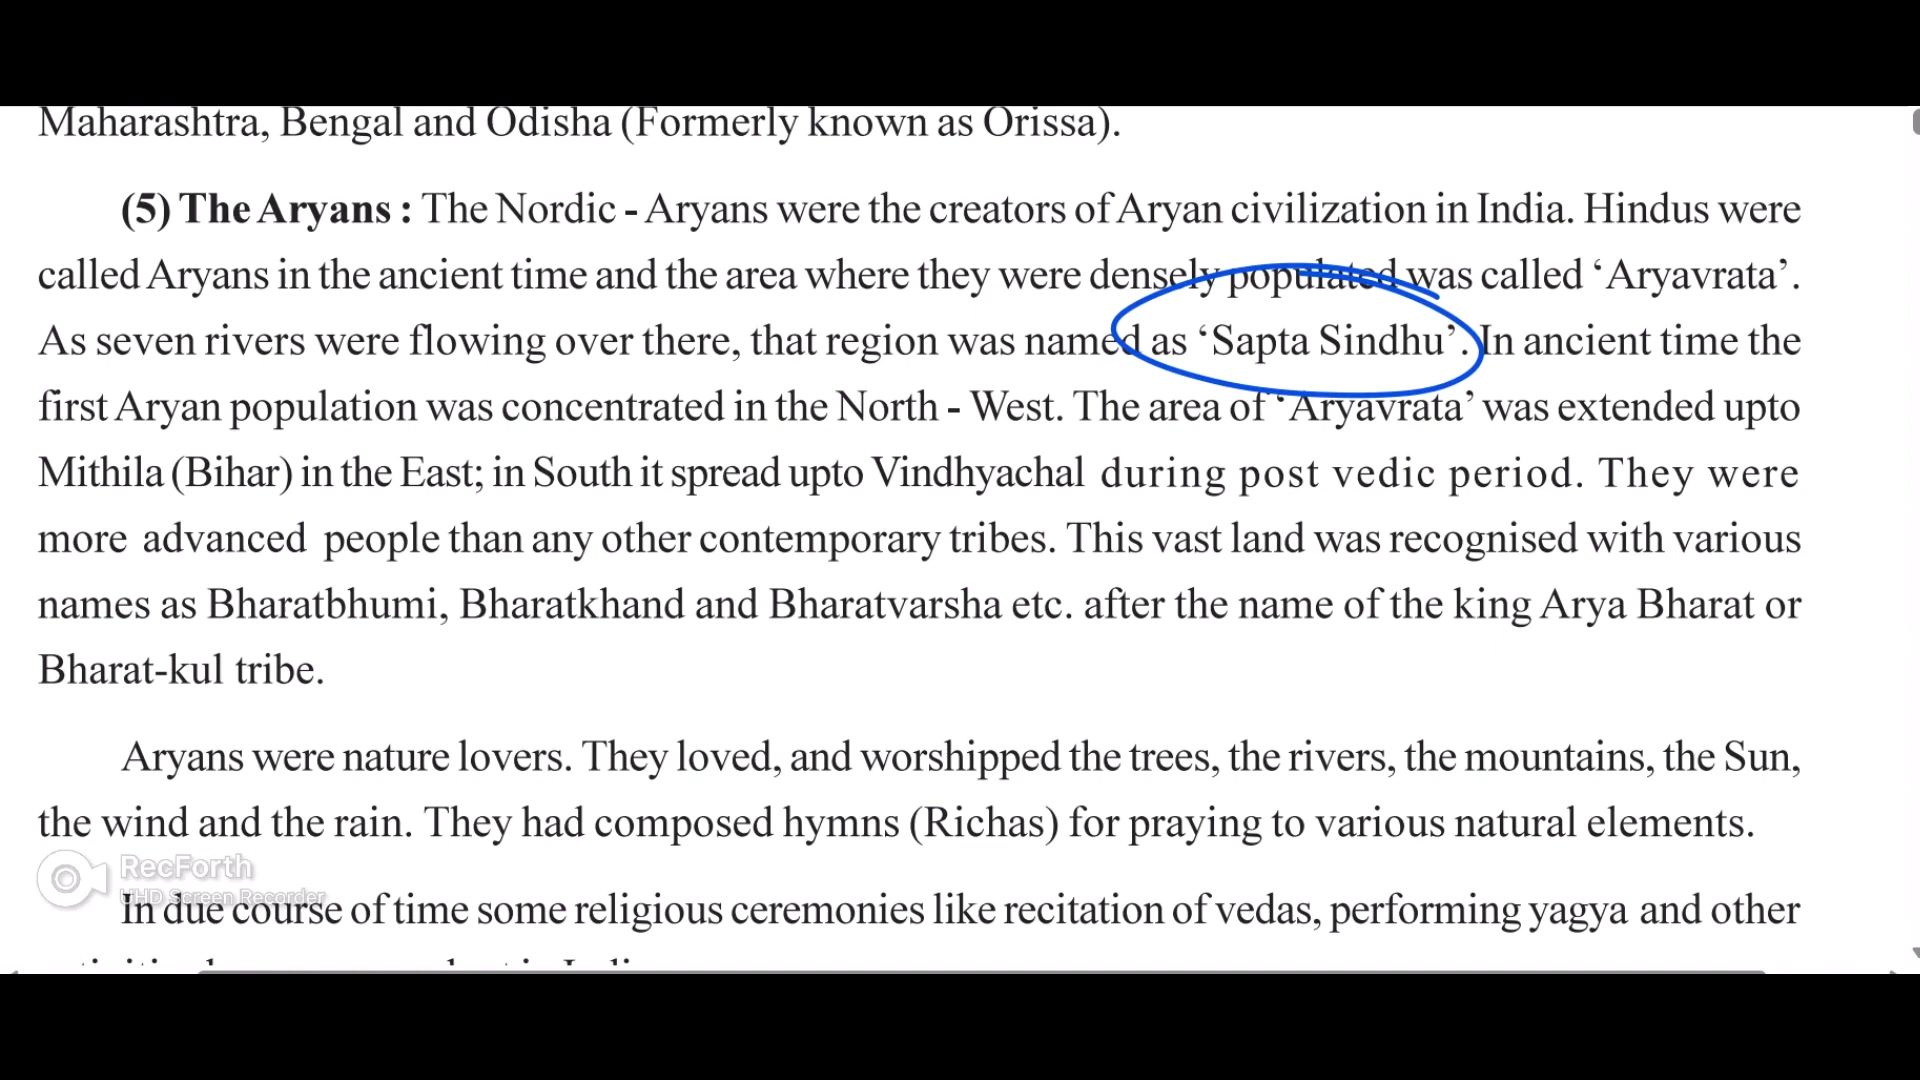 Maharashtra, Bengal and Odisha (Formerly known as Orissa).
(5) The Aryans : The Nordic - Aryans were the creators of Aryan civilization in India. Hindus were
called Aryans in the ancient time and the area where they were densely populated was called ‘Aryavrata’.
As seven rivers were flowing over there, that region was named as ‘Sapta Sindhu’. In ancient time the
first Aryan population was concentrated in the North - West. The area of ‘Aryavrata’ was extended upto
Mithila (Bihar) in the East; in South it spread upto Vindhyachal during post vedic period. They were
more advanced people than any other contemporary tribes. This vast land was recognised with various
names as Bharatbhumi, Bharatkhand and Bharatvarsha etc. after the name of the king Arya Bharat or
Bharat-kul tribe.
Aryans were nature lovers. They loved, and worshipped the trees, the rivers, the mountains, the Sun,
the wind and the rain. They had composed hymns (Richas) for praying to various natural elements.
RecForth
UHD Screen Recorder
In due course of time some religious ceremonies like recitation of vedas, performing yagya and other